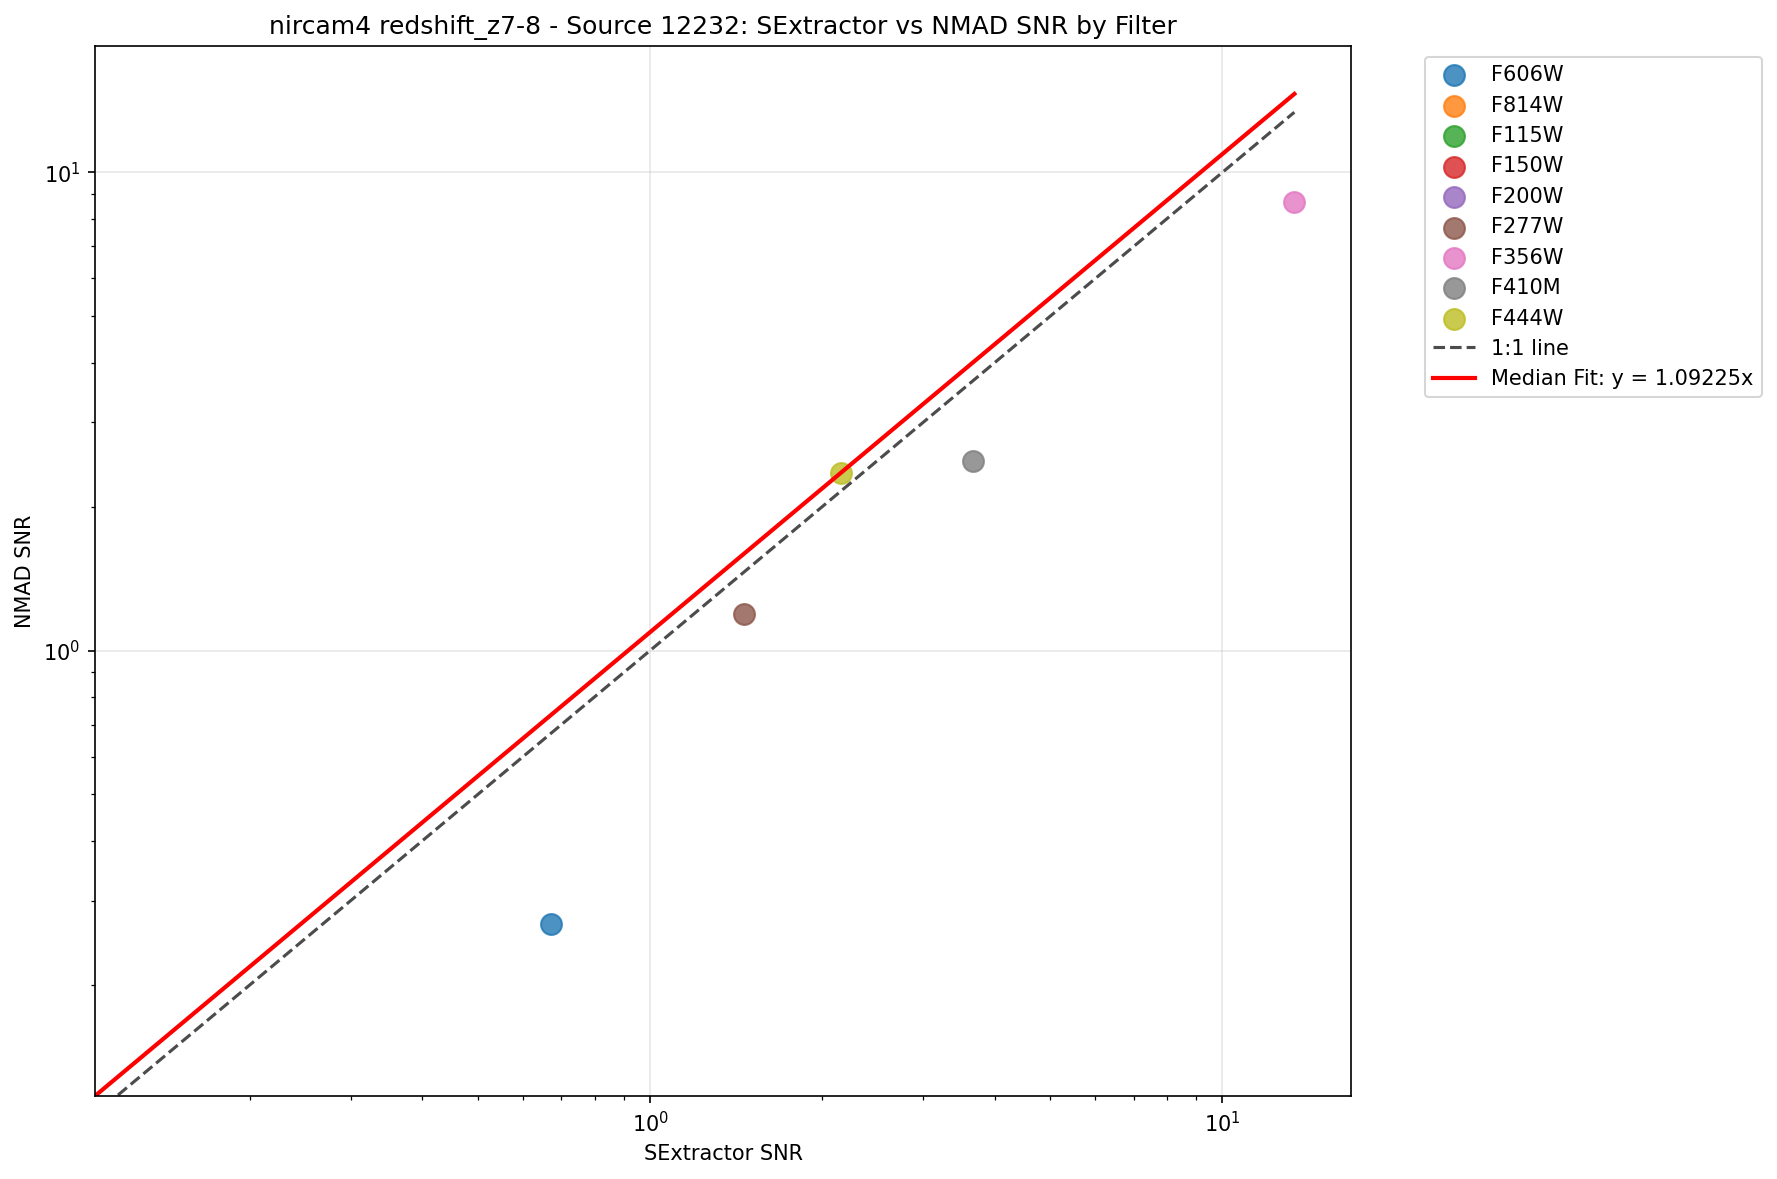 nircam4 redshift_z7-8 - Source 12232: SExtractor vs NMAD SNR by Filter
F606W
F814W
F115W
F150W
F200W
F277W
F356W
F410M
F444W
1:1 line
Median Fit: y = 1.09225x
NMAD SNR
10¹
10⁰
10⁰ 10¹
SExtractor SNR